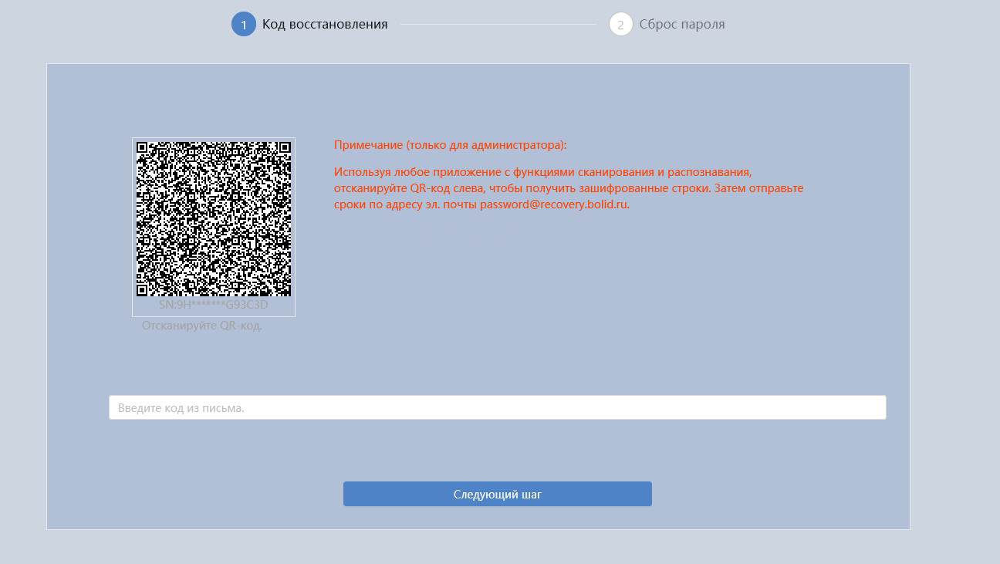 1 Код восстановления
2 Сброс пароля
Примечание (только для администратора):
Используя любое приложение с функциями сканирования и распознавания,
отсканируйте QR-код слева, чтобы получить зашифрованные строки. Затем отправьте
сроки по адресу эл. почты password@recovery.bolid.ru.
SN:9H*******G93C3D
Отсканируйте QR-код.
Введите код из письма.
Следующий шаг